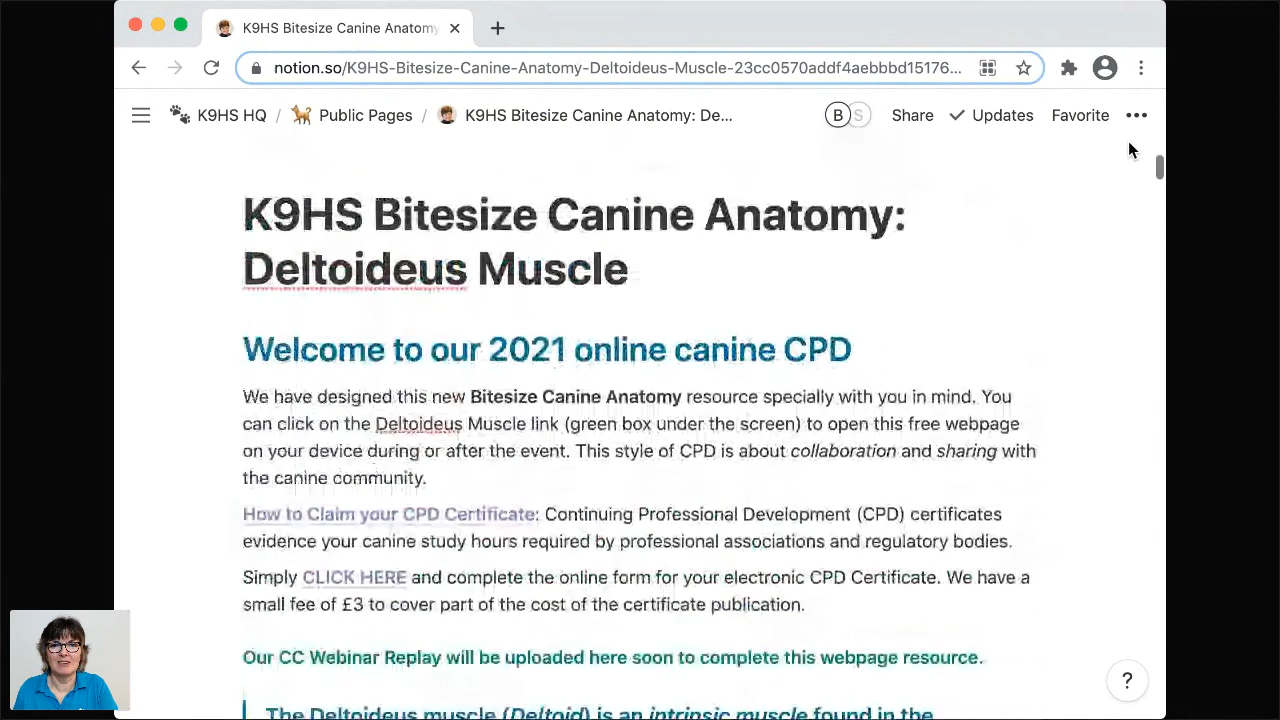 K9HS Bitesize Canine Anatomy
notion.so/K9HS-Bitesize-Canine-Anatomy-Deltoideus-Muscle-23cc0570addf4aebbbd15176...
K9HS HQ / Public Pages / K9HS Bitesize Canine Anatomy: De... B S Share Updates Favorite
K9HS Bitesize Canine Anatomy:
Deltoideus Muscle
Welcome to our 2021 online canine CPD
We have designed this new Bitesize Canine Anatomy resource specially with you in mind. You
can click on the Deltoideus Muscle link (green box under the screen) to open this free webpage
on your device during or after the event. This style of CPD is about collaboration and sharing with
the canine community.
How to Claim your CPD Certificate: Continuing Professional Development (CPD) certificates
evidence your canine study hours required by professional associations and regulatory bodies.
Simply CLICK HERE and complete the online form for your electronic CPD Certificate. We have a
small fee of £3 to cover part of the cost of the certificate publication.
Our CC Webinar Replay will be uploaded here soon to complete this webpage resource.
The Deltoideus muscle (Deltoid) is an intrinsic muscle found in the
?